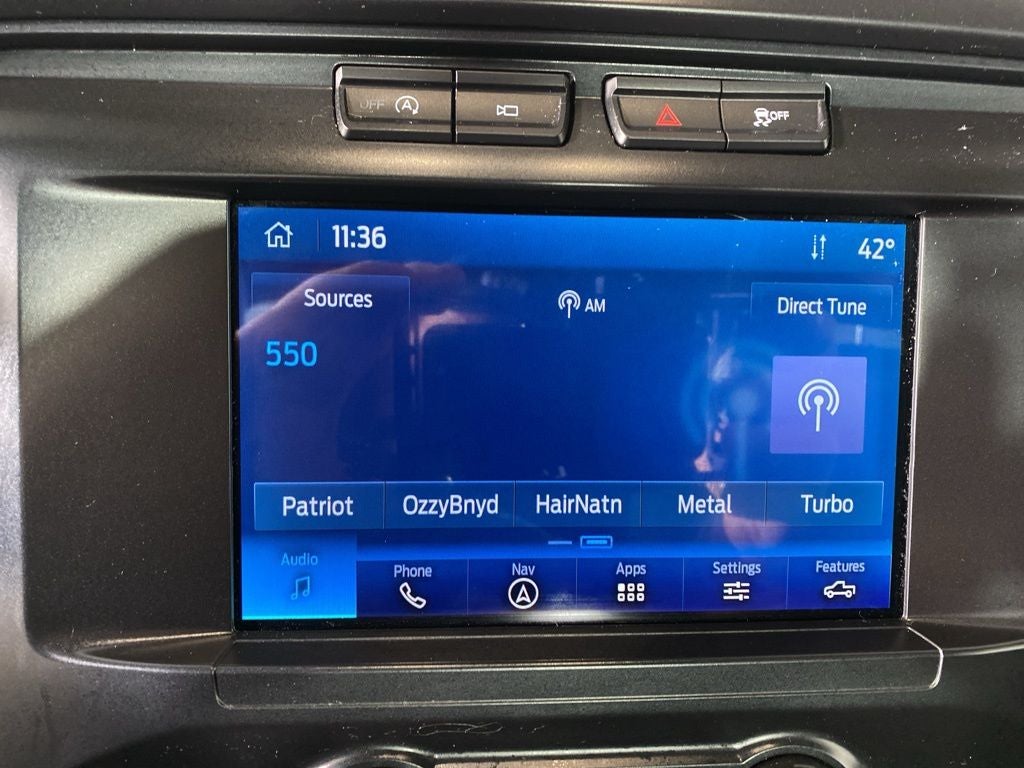 OFF A
OFF
11:36 42°
Sources AM Direct Tune
550
Patriot OzzyBnyd HairNatn Metal Turbo
Audio Phone Nav Apps Settings Features